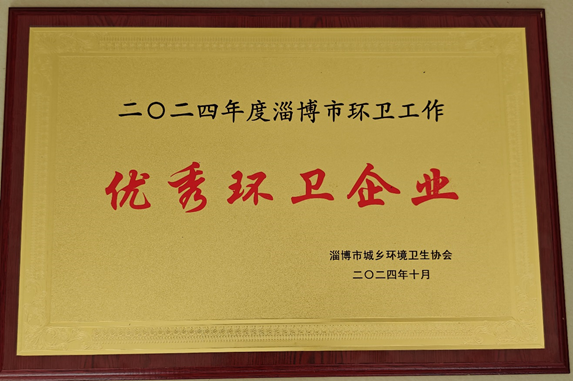 二〇二四年度淄博市环卫工作
优秀环卫企业
淄博市城乡环境卫生协会
二〇二四年十月